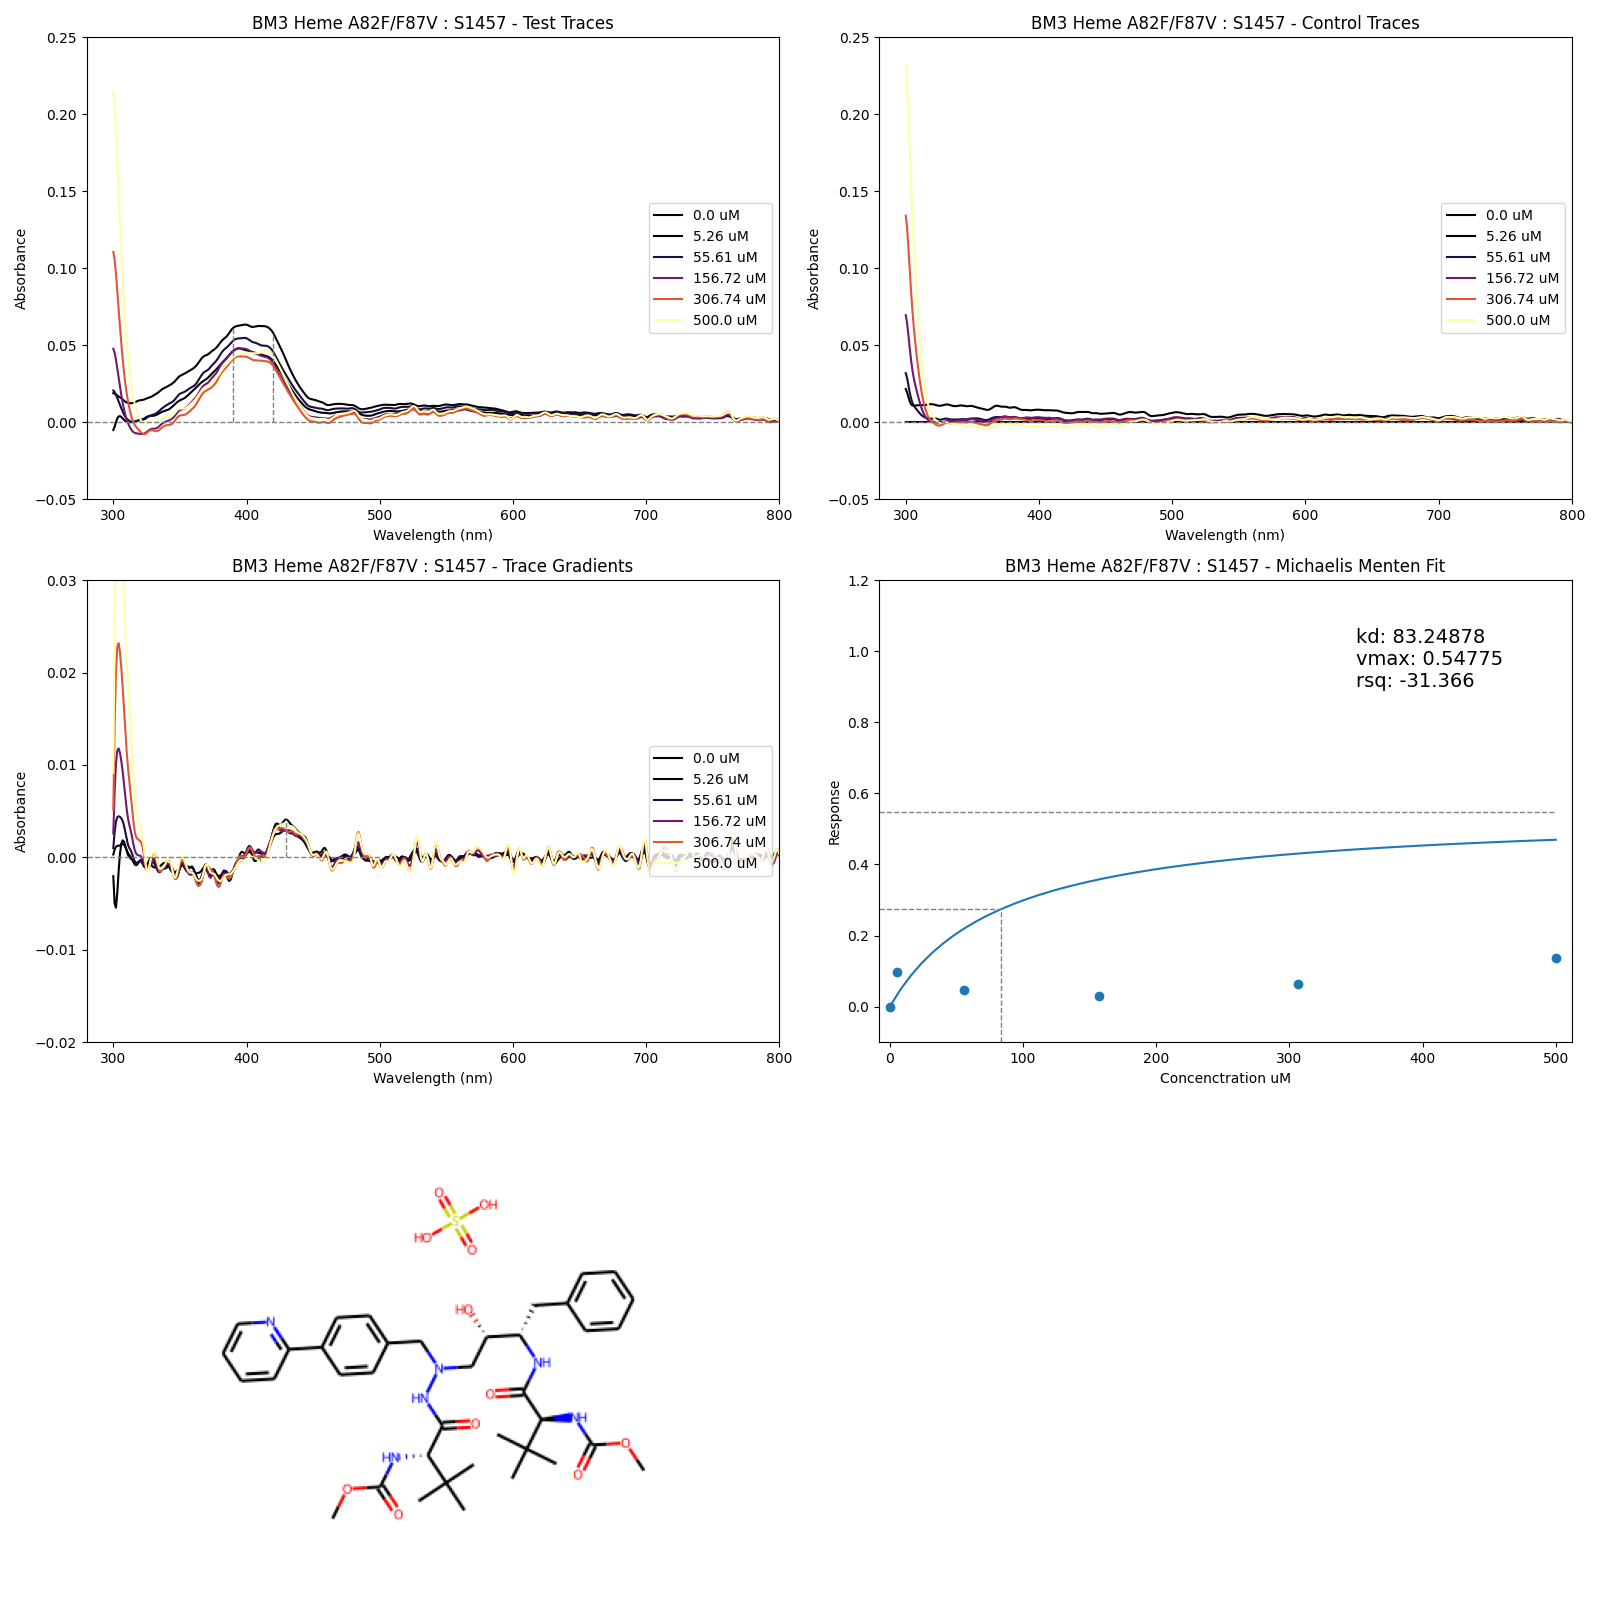 BM3 Heme A82F/F87V : S1457 - Test Traces
0.25
0.20
0.15
0.10
0.05
0.00
−0.05
Absorbance
0.0 uM
5.26 uM
55.61 uM
156.72 uM
306.74 uM
500.0 uM
300 400 500 600 700 800
Wavelength (nm)
BM3 Heme A82F/F87V : S1457 - Control Traces
0.25
0.20
0.15
0.10
0.05
0.00
−0.05
Absorbance
0.0 uM
5.26 uM
55.61 uM
156.72 uM
306.74 uM
500.0 uM
300 400 500 600 700 800
Wavelength (nm)
BM3 Heme A82F/F87V : S1457 - Trace Gradients
0.03
0.02
0.01
0.00
−0.01
−0.02
Absorbance
0.0 uM
5.26 uM
55.61 uM
156.72 uM
306.74 uM
500.0 uM
300 400 500 600 700 800
Wavelength (nm)
BM3 Heme A82F/F87V : S1457 - Michaelis Menten Fit
1.2
1.0
0.8
0.6
0.4
0.2
0.0
Response
kd: 83.24878
vmax: 0.54775
rsq: -31.366
0 100 200 300 400 500
Concenctration uM
O
OH
S
HO
O
HO
N
N
NH
HN
O
O
NH
HN
O
O
O
O